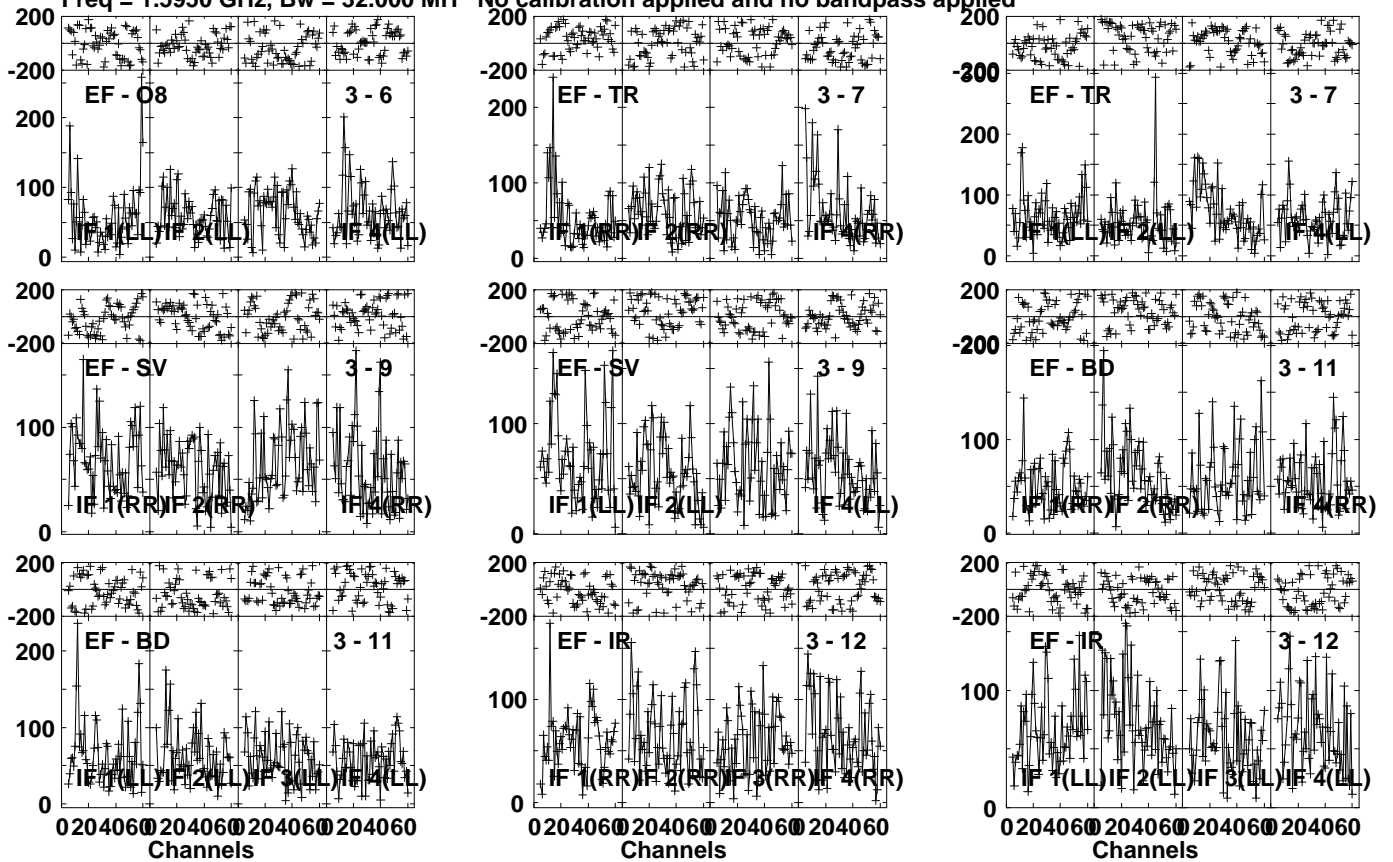 Freq = 1.5950 GHz, Bw = 32.000 MH No calibration applied and no bandpass applied
200
-200
EF - O8
3 - 6
200
100
0
IF 1(LL)
IF 2(LL)
IF 4(LL)
200
-200
EF - TR
3 - 7
200
100
0
IF 1(RR)
IF 2(RR)
IF 4(RR)
200
-200
300
EF - TR
3 - 7
200
100
0
IF 1(LL)
IF 2(LL)
IF 4(LL)
200
-200
EF - SV
3 - 9
100
0
IF 1(RR)
IF 2(RR)
IF 4(RR)
200
-200
EF - SV
3 - 9
100
0
IF 1(LL)
IF 2(LL)
IF 4(LL)
200
-200
200
EF - BD
3 - 11
100
0
IF 1(RR)
IF 2(RR)
IF 4(RR)
200
-200
EF - BD
3 - 11
200
100
0
IF 1(LL)
IF 2(LL)
IF 3(LL)
IF 4(LL)
0 20 40 60 0 20 40 60 0 20 40 60 0 20 40 60
Channels
200
-200
EF - IR
3 - 12
100
0
IF 1(RR)
IF 2(RR)
IF 3(RR)
IF 4(RR)
0 20 40 60 0 20 40 60 0 20 40 60 0 20 40 60
Channels
200
-200
EF - IR
3 - 12
100
0
IF 1(LL)
IF 2(LL)
IF 3(LL)
IF 4(LL)
0 20 40 60 0 20 40 60 0 20 40 60 0 20 40 60
Channels